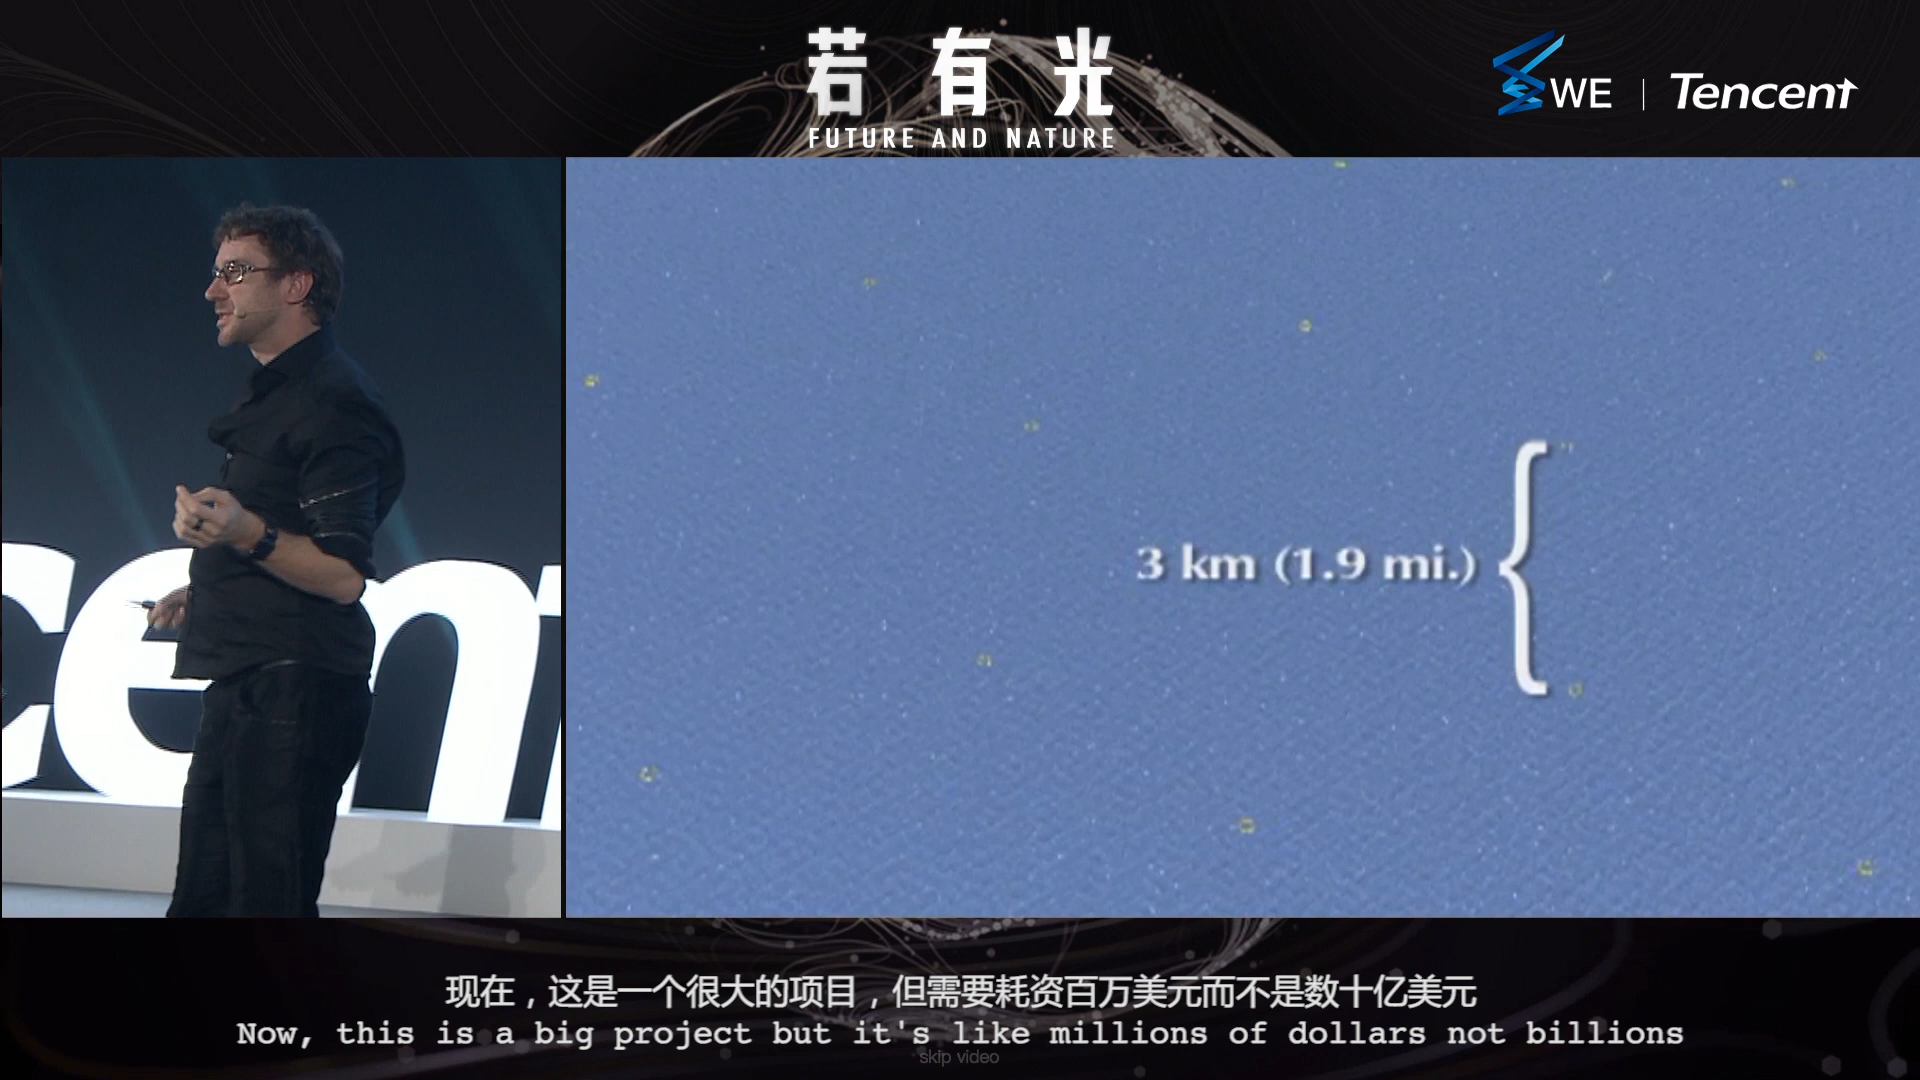 若有光
FUTURE AND NATURE
WE | Tencent
cent
3 km (1.9 mi.)
现在，这是一个很大的项目，但需要耗资百万美元而不是数十亿美元
Now, this is a big project but it's like millions of dollars not billions
skip video